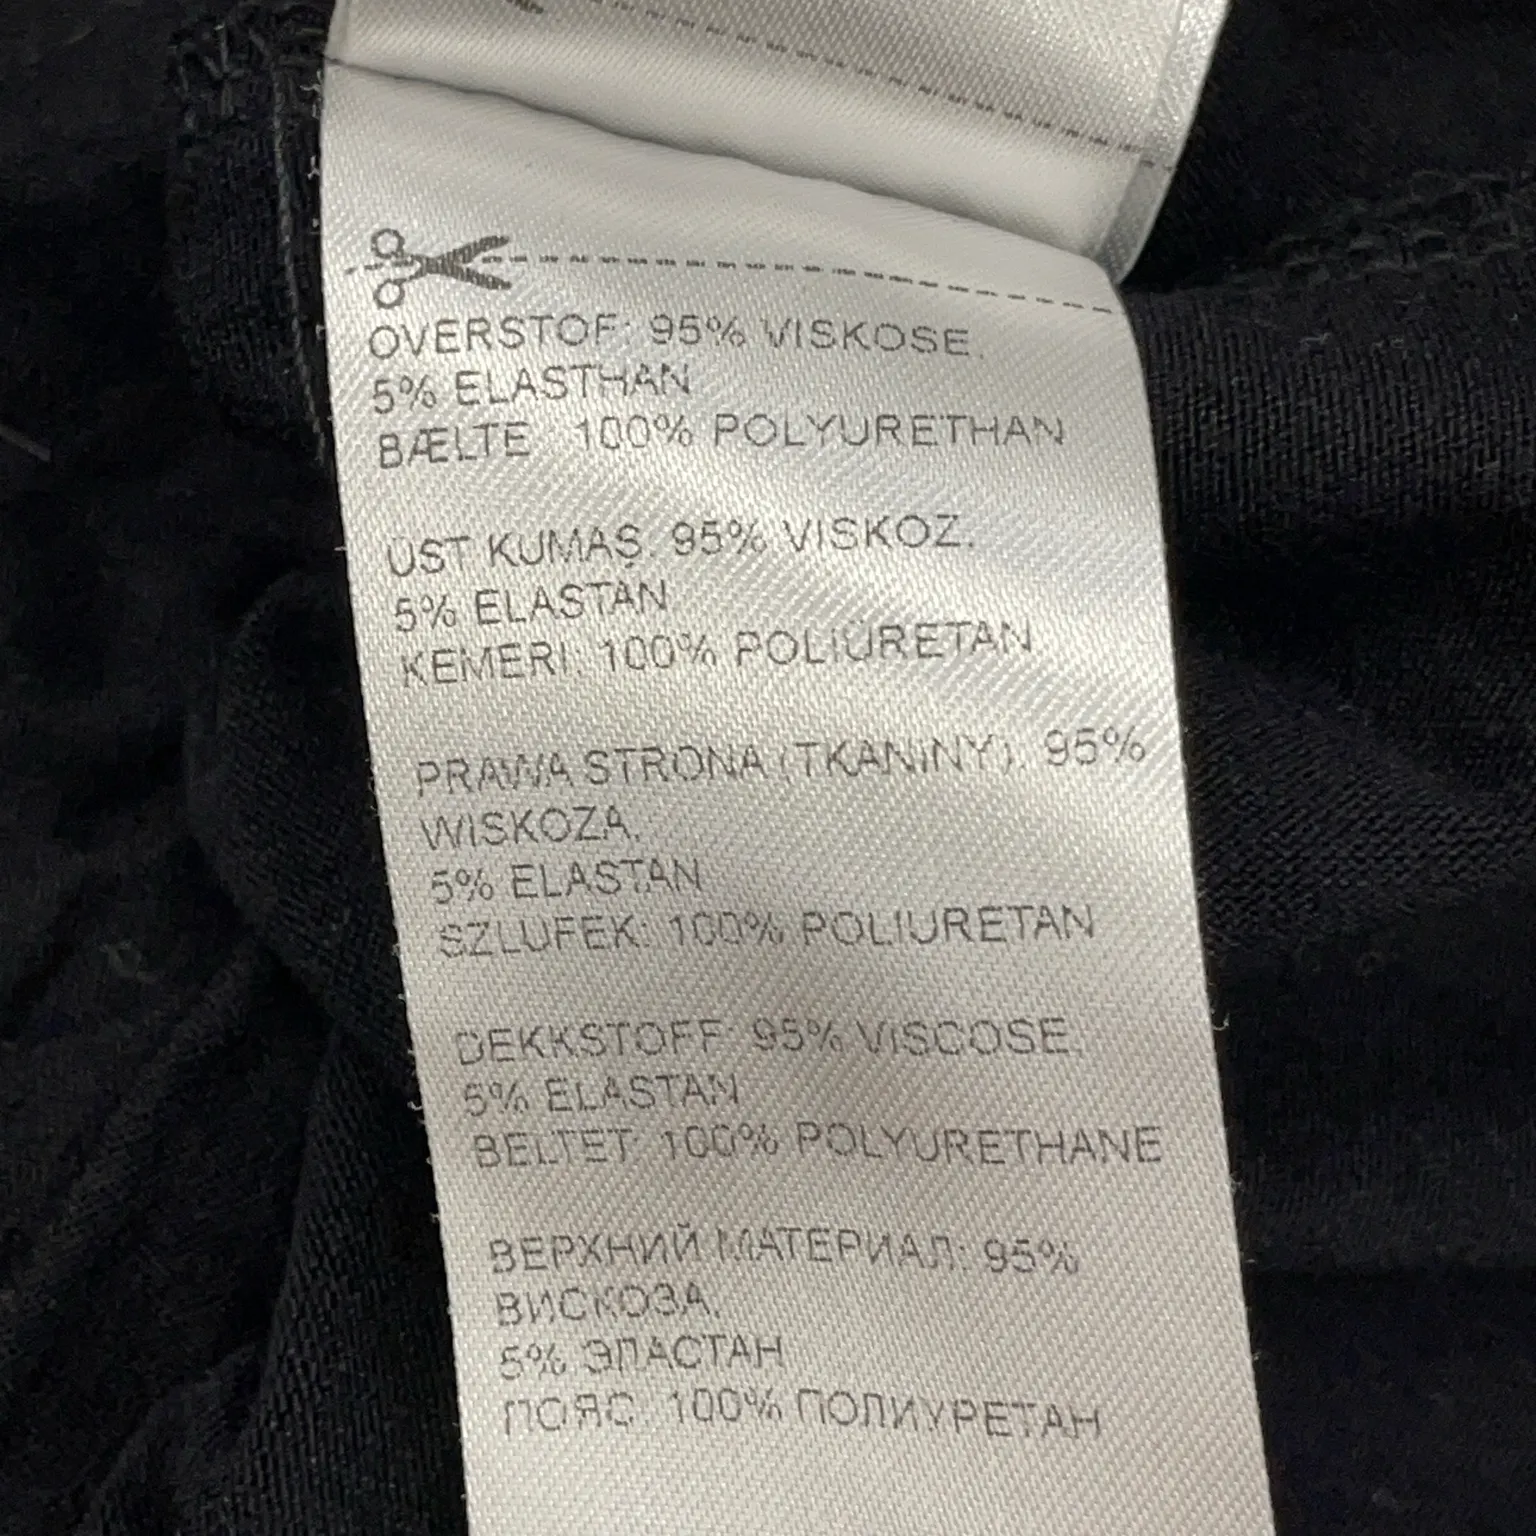 OVERSTOF: 95% VISKOSE,
5% ELASTHAN
BÆLTE : 100% POLYURETHAN
ÜST KUMAŞ: 95% VISKOZ,
5% ELASTAN
KEMERI: 100% POLIÜRETAN
PRAWA STRONA (TKANINY): 95%
WISKOZA,
5% ELASTAN
SZLUFEK: 100% POLIURETAN
DEKKSTOFF: 95% VISCOSE,
5% ELASTAN
BELTET: 100% POLYURETHANE
ВЕРХНИЙ МАТЕРИАЛ: 95%
ВИСКОЗА,
5% ЭЛАСТАН
ПОЯС: 100% ПОЛИУРЕТАН